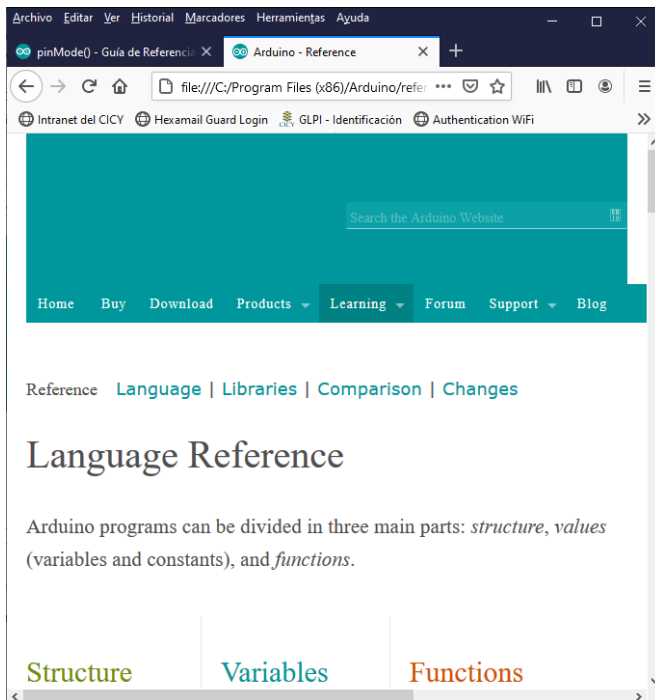 Archivo Editar Ver Historial Marcadores Herramientas Ayuda
pinMode() - Guía de Referencia Arduino - Reference
file:///C:/Program Files (x86)/Arduino/refer
Intranet del CICY Hexamail Guard Login GLPI - Identificación Authentication WiFi
Search the Arduino Website
Home Buy Download Products Learning Forum Support Blog
Reference Language | Libraries | Comparison | Changes
Language Reference
Arduino programs can be divided in three main parts: structure, values
(variables and constants), and functions.
Structure Variables Functions